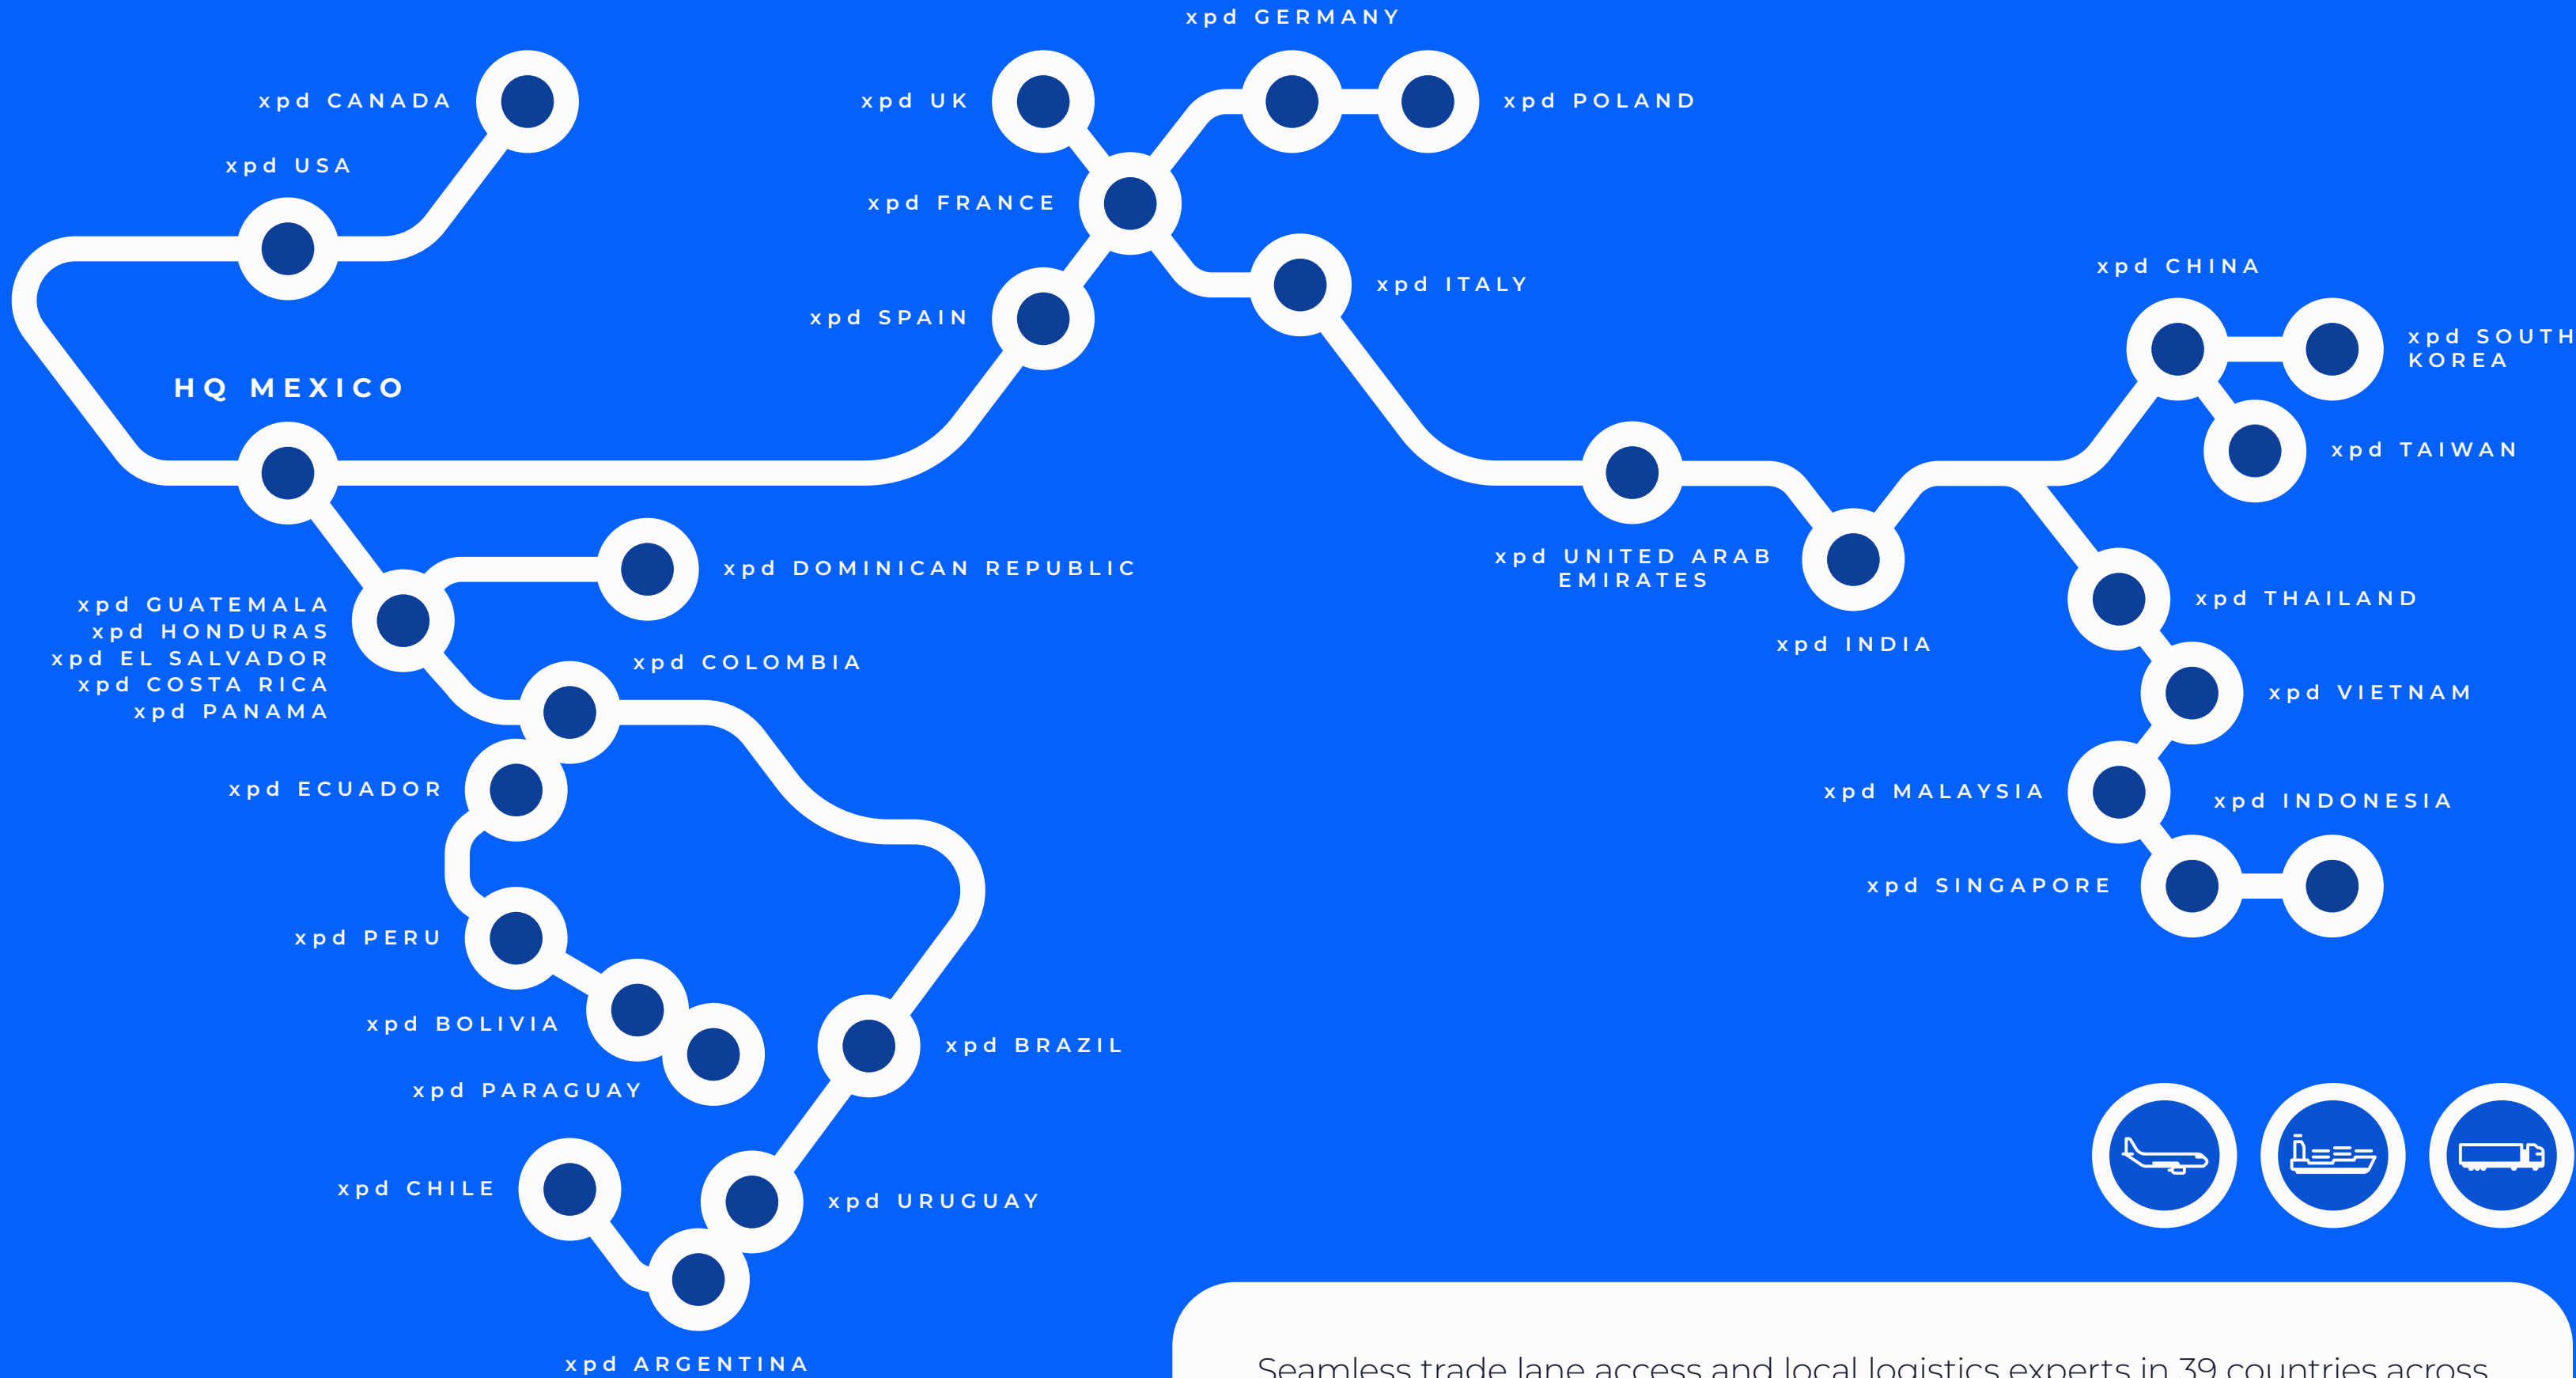 xpd GERMANY
xpd CANADA
xpd UK
xpd POLAND
xpd USA
xpd FRANCE
xpd CHINA
xpd ITALY
xpd SPAIN
xpd SOUTH
KOREA
HQ MEXICO
xpd TAIWAN
xpd UNITED ARAB
EMIRATES
xpd DOMINICAN REPUBLIC
xpd THAILAND
xpd GUATEMALA
xpd HONDURAS
xpd EL SALVADOR
xpd COSTA RICA
xpd PANAMA
xpd INDIA
xpd COLOMBIA
xpd VIETNAM
xpd ECUADOR
xpd MALAYSIA
xpd INDONESIA
xpd SINGAPORE
xpd PERU
xpd BOLIVIA
xpd BRAZIL
xpd PARAGUAY
xpd CHILE
xpd URUGUAY
xpd ARGENTINA
Seamless trade lane access and local logistics experts in 39 countries across